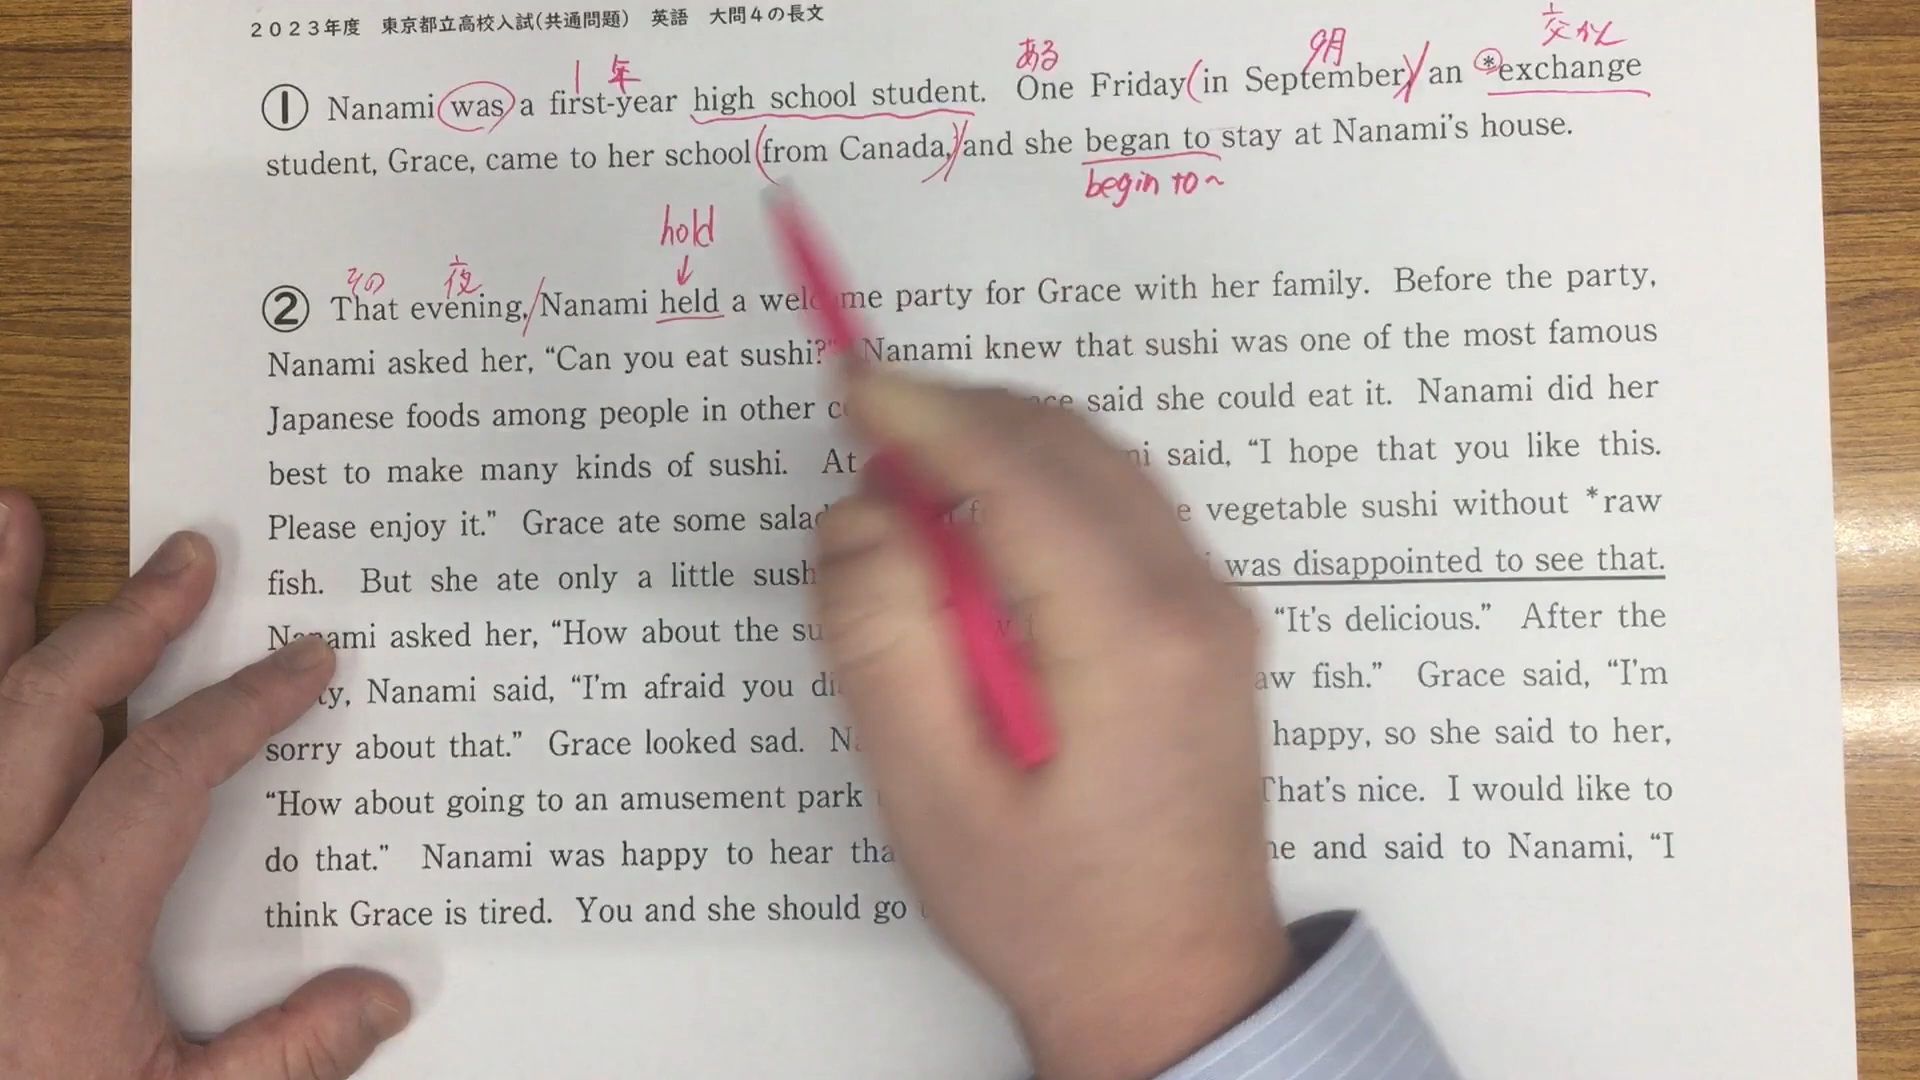 2023年度 東京都立高校入試(共通問題) 英語 大問4の長文
1年 ある 9月 交かん
① Nanami was a first-year high school student. One Friday (in September,) an *exchange
student, Grace, came to her school (from Canada,) and she began to stay at Nanami's house.
begin to~
hold
↓
その 夜
② That evening, / Nanami held a welcome party for Grace with her family. Before the party,
Nanami asked her, “Can you eat sushi?” Nanami knew that sushi was one of the most famous
Japanese foods among people in other said she could eat it. Nanami did her
best to make many kinds of sushi. At said, “I hope that you like this.
Please enjoy it.” Grace ate some vegetable sushi without *raw
fish. But she ate only a little was disappointed to see that.
Nanami asked her, “How about the “It's delicious.” After the
Nanami said, “I'm afraid you fish.” Grace said, “I'm
sorry about that.” Grace looked sad. happy, so she said to her,
“How about going to an amusement park That's nice. I would like to
do that.” Nanami was happy to hear and said to Nanami, “I
think Grace is tired. You and she should go